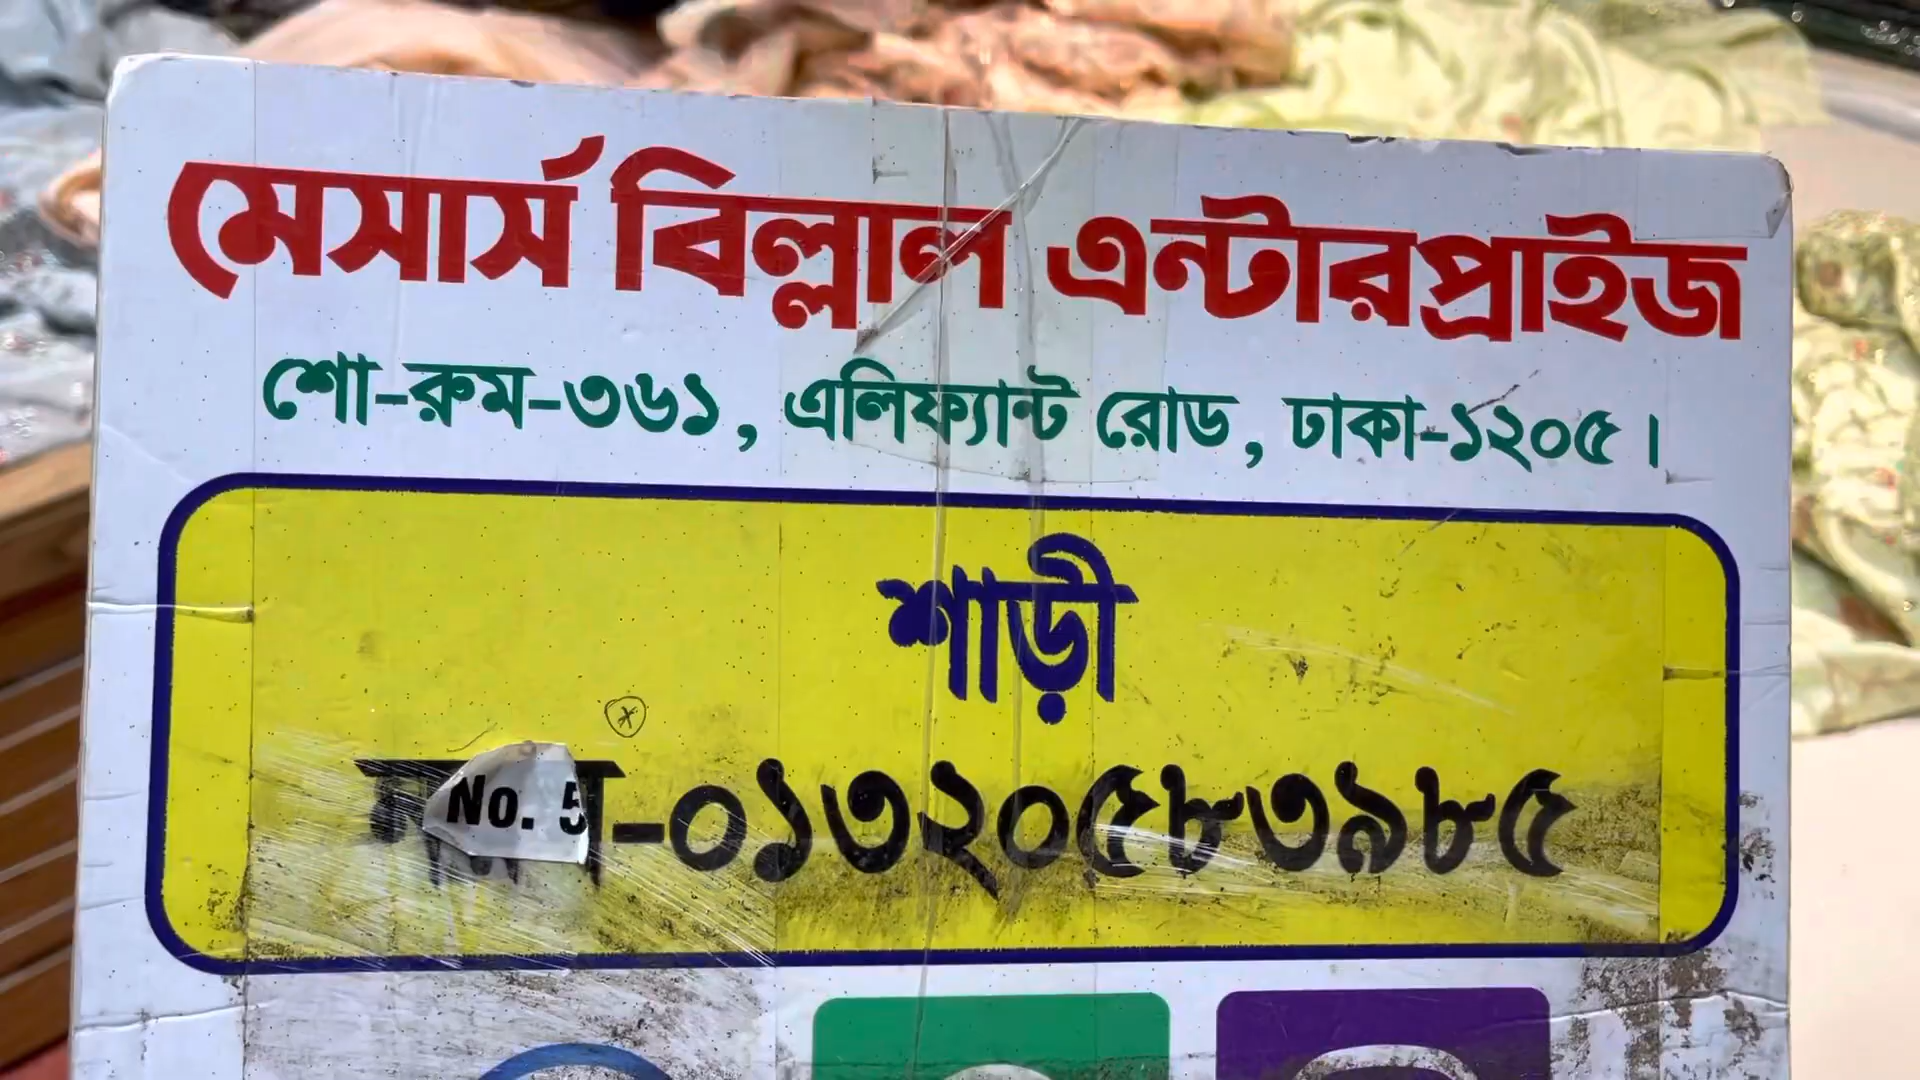 মেসার্স বিল্লাল এন্টারপ্রাইজ
শো-রুম-৩৬১, এলিফ্যান্ট রোড, ঢাকা-১২০৫।
শাড়ী
No. 5
-০১৩২০৫৮৩৯৮৫